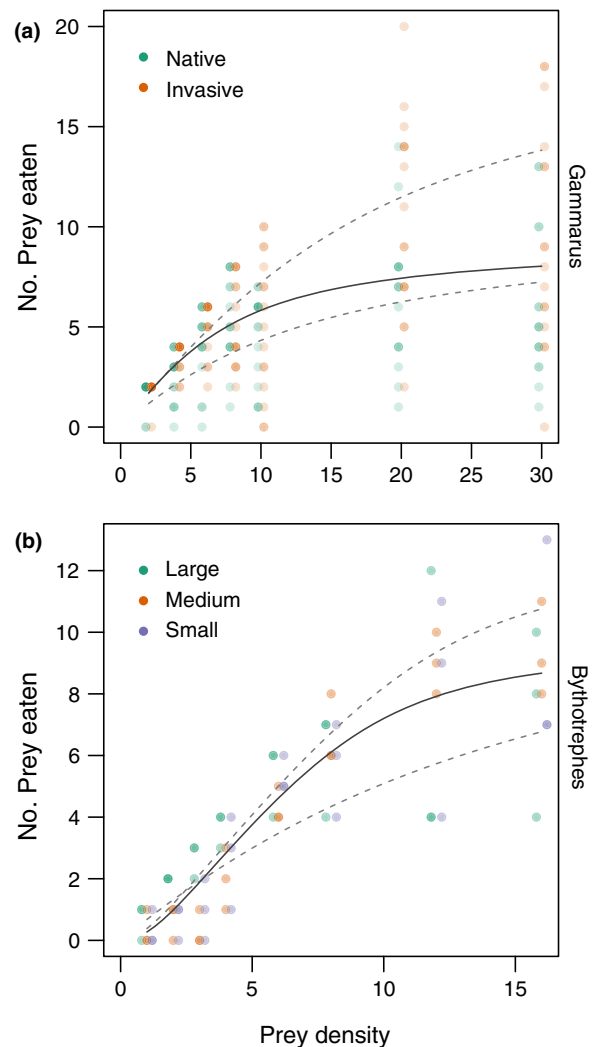 (a)
Native
Invasive
20
15
10
5
0
No. Prey eaten
0 5 10 15 20 25 30
Gammarus
(b)
Large
Medium
Small
12
10
8
6
4
2
0
No. Prey eaten
0 5 10 15
Bythotrephes
Prey density